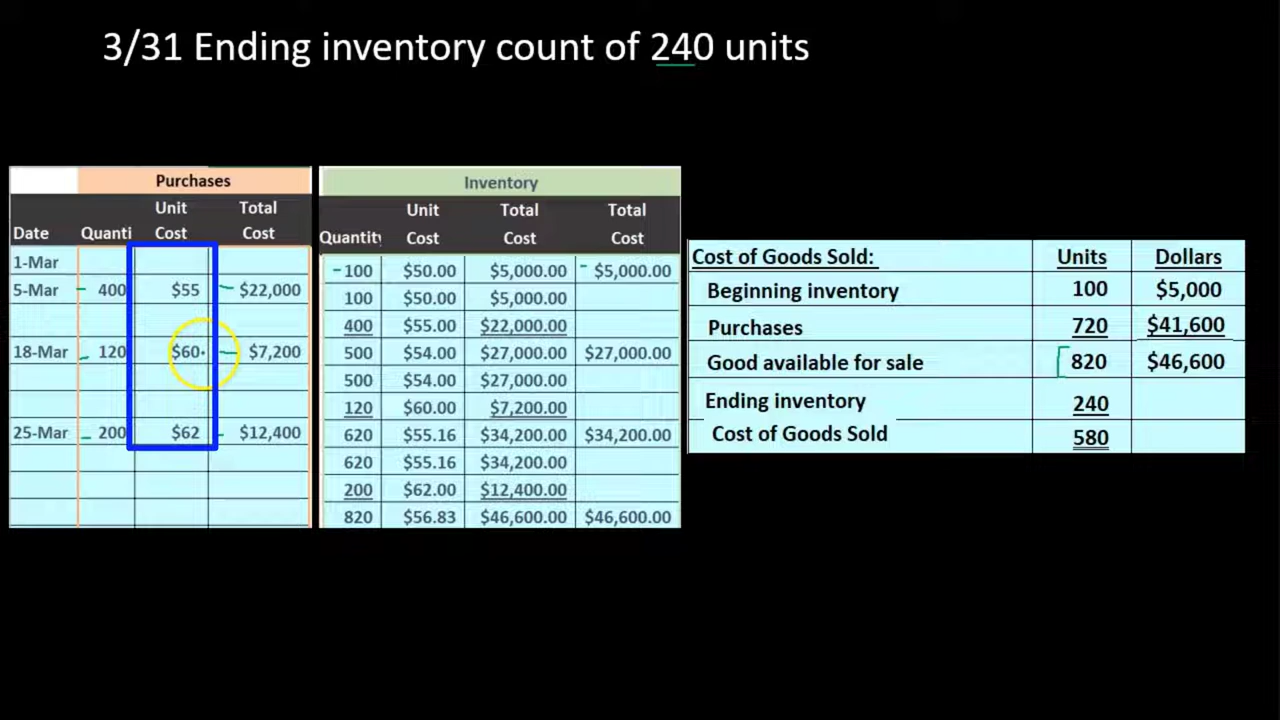 3/31 Ending inventory count of 240 units
Purchases
Unit Total
Date Quanti Cost Cost
1-Mar
5-Mar 400 $55 $22,000
18-Mar 120 $60 $7,200
25-Mar 200 $62 $12,400
Inventory
Unit Total Total
Quantity Cost Cost Cost
100 $50.00 $5,000.00 $5,000.00
100 $50.00 $5,000.00
400 $55.00 $22,000.00
500 $54.00 $27,000.00 $27,000.00
500 $54.00 $27,000.00
120 $60.00 $7,200.00
620 $55.16 $34,200.00 $34,200.00
620 $55.16 $34,200.00
200 $62.00 $12,400.00
820 $56.83 $46,600.00 $46,600.00
Cost of Goods Sold: Units Dollars
Beginning inventory 100 $5,000
Purchases 720 $41,600
Good available for sale 820 $46,600
Ending inventory 240
Cost of Goods Sold 580